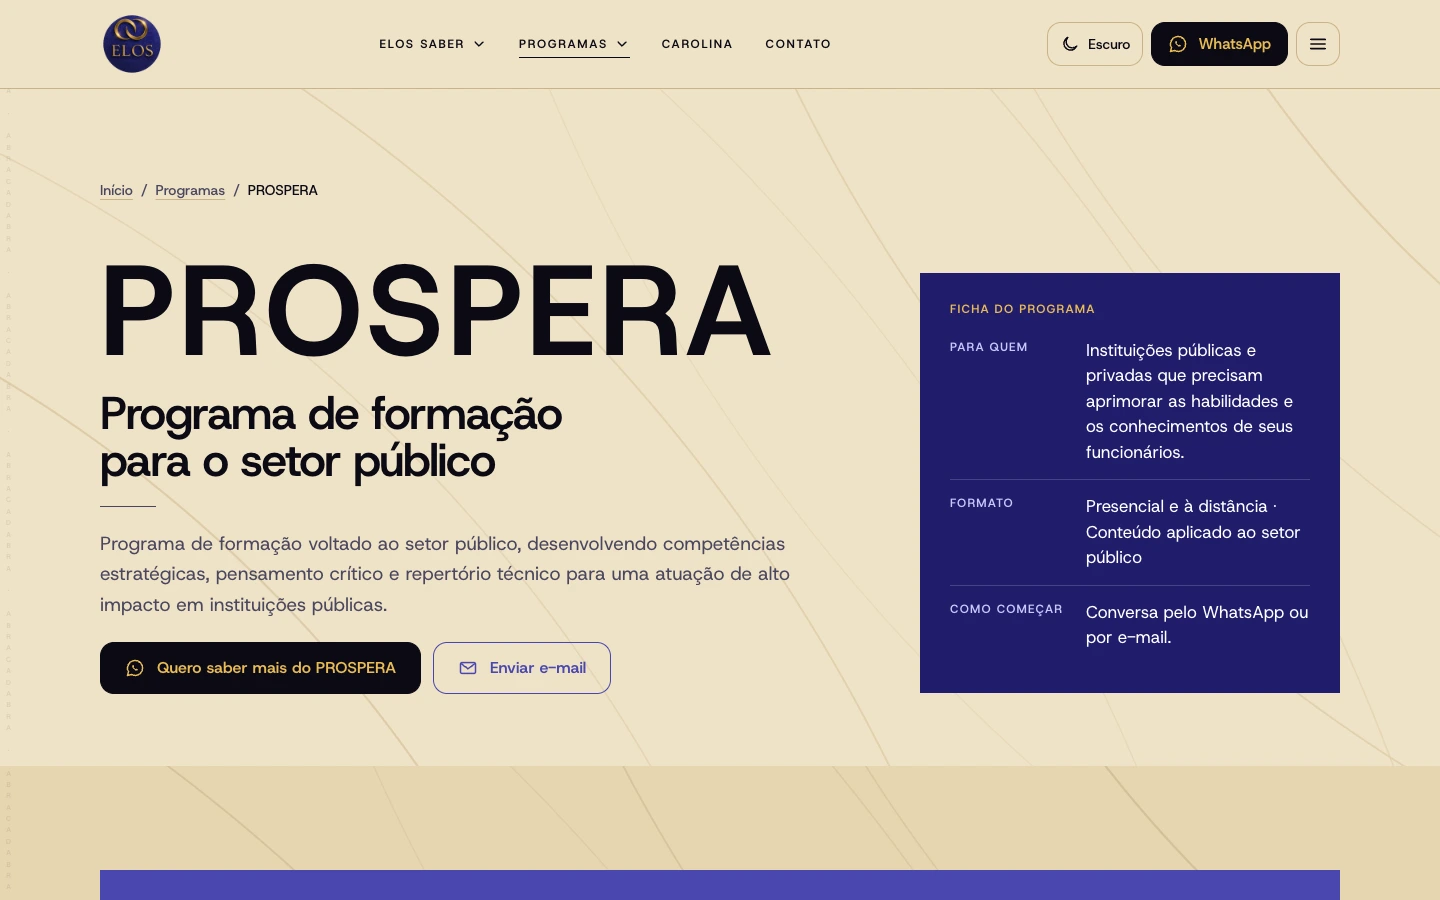 ELOS
ELOS SABER
PROGRAMAS
CAROLINA
CONTATO
Escuro
WhatsApp
Início / Programas / PROSPERA
PROSPERA
Programa de formação
para o setor público
Programa de formação voltado ao setor público, desenvolvendo competências
estratégicas, pensamento crítico e repertório técnico para uma atuação de alto
impacto em instituições públicas.
Quero saber mais do PROSPERA
Enviar e-mail
FICHA DO PROGRAMA
PARA QUEM
Instituições públicas e
privadas que precisam
aprimorar as habilidades e
os conhecimentos de seus
funcionários.
FORMATO
Presencial e à distância ·
Conteúdo aplicado ao setor
público
COMO COMEÇAR
Conversa pelo WhatsApp ou
por e-mail.